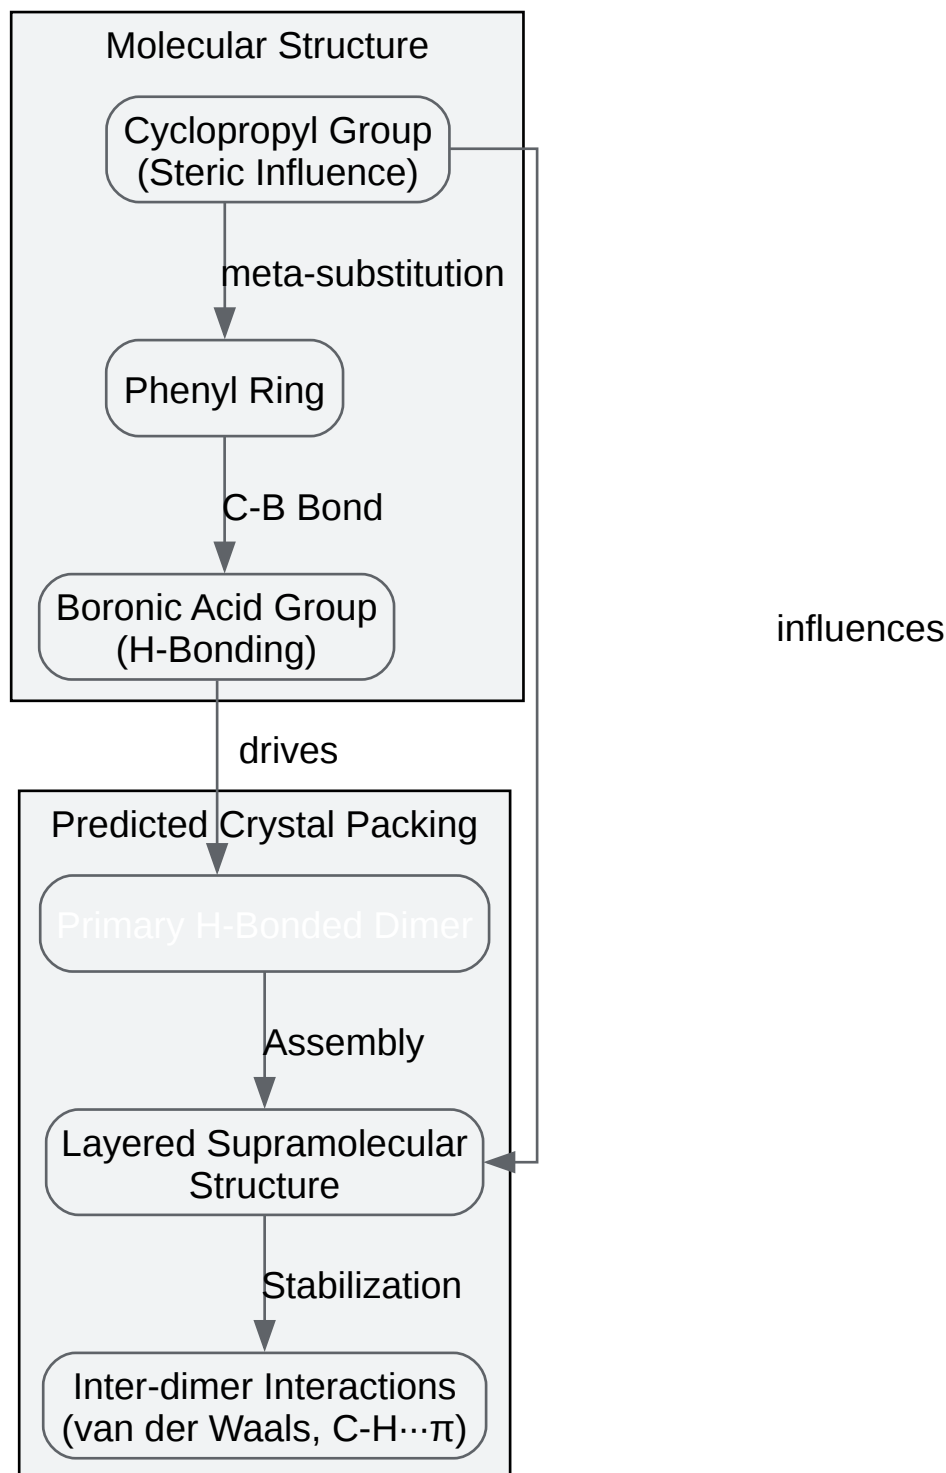 Molecular Structure
Cyclopropyl Group
(Steric Influence)
meta-substitution
Phenyl Ring
C-B Bond
Boronic Acid Group
(H-Bonding)
influences
drives
Predicted Crystal Packing
Primary H-Bonded Dimer
Assembly
Layered Supramolecular
Structure
Stabilization
Inter-dimer Interactions
(van der Waals, C-H···π)